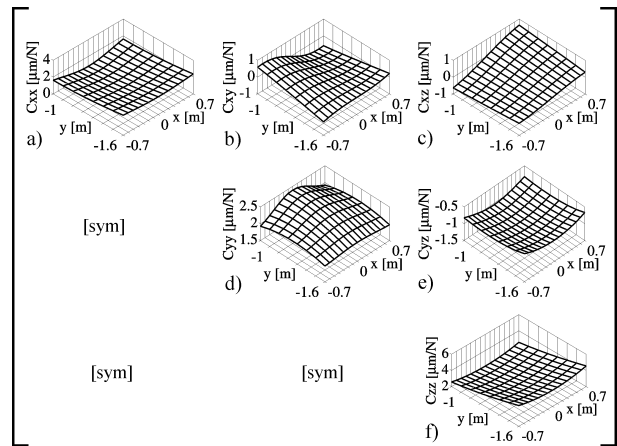 Cxx [µm/N]
4
2
0
-1
y [m]
-1.6 -0.7
0
x [m]
0.7
a)
Cxy [µm/N]
1
0
-1
-1
y [m]
-1.6 -0.7
0
x [m]
0.7
b)
Cxz [µm/N]
1
0
-1
-1
y [m]
-1.6 -0.7
0
x [m]
0.7
c)
[sym]
Cyy [µm/N]
2.5
2
1.5
-1
y [m]
-1.6 -0.7
0
x [m]
0.7
d)
Cyz [µm/N]
-0.5
-1
-1.5
-1
y [m]
-1.6 -0.7
0
x [m]
0.7
e)
[sym]
[sym]
Czz [µm/N]
6
4
2
-1
y [m]
-1.6 -0.7
0
x [m]
0.7
f)